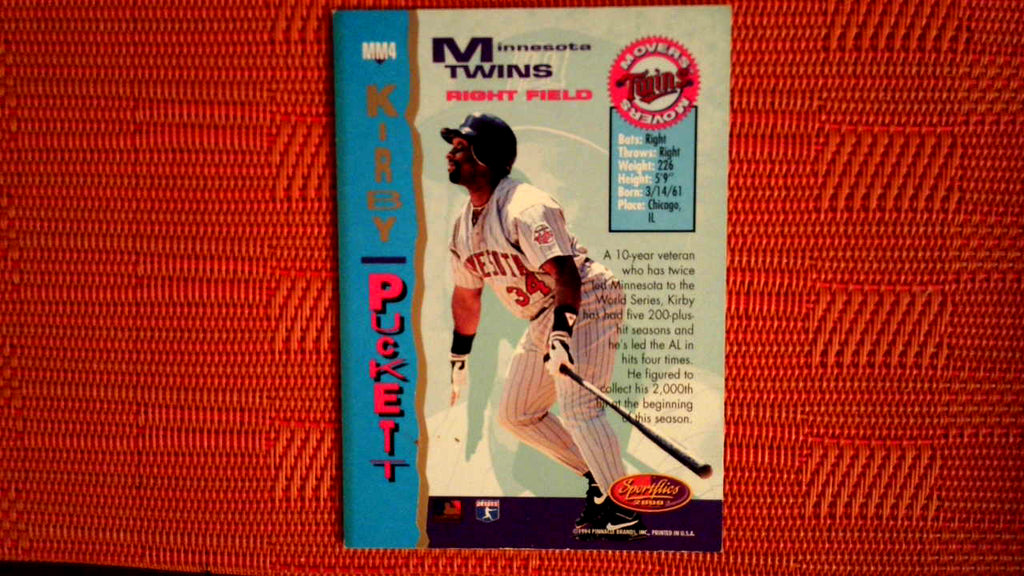 MM4
KIRBY
PUCKETT
Minnesota
TWINS
RIGHT FIELD
MOVERS
Twins
MOVERS
Bats: Right
Throws: Right
Weight: 226
Height: 5'9"
Born: 3/14/61
Place: Chicago,
IL
A 10-year veteran
who has twice
led Minnesota to the
World Series, Kirby
has had five 200-plus-
hit seasons and
he's led the AL in
hits four times.
He figured to
collect his 2,000th
hit at the beginning
of this season.
MINNESOTA
34
Sportflics
2000
©1994 PINNACLE BRANDS, INC., PRINTED IN U.S.A.